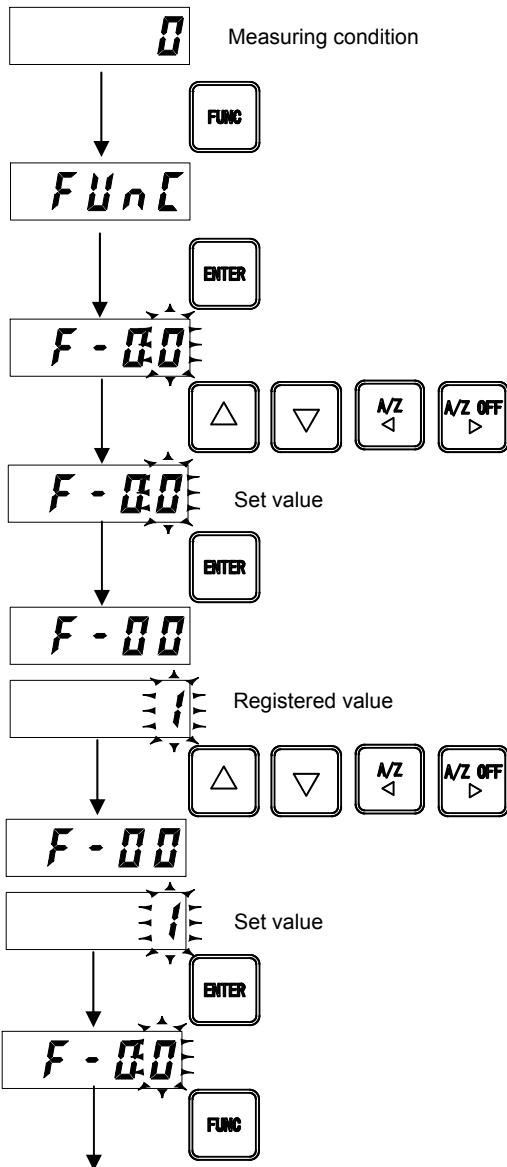 0 Measuring condition
FUNC
FUnC
ENTER
F-00
△ ▽ A/Z ◁ A/Z OFF ▷
F-00 Set value
ENTER
F-00
1 Registered value
△ ▽ A/Z ◁ A/Z OFF ▷
F-00
1 Set value
ENTER
F-00
FUNC